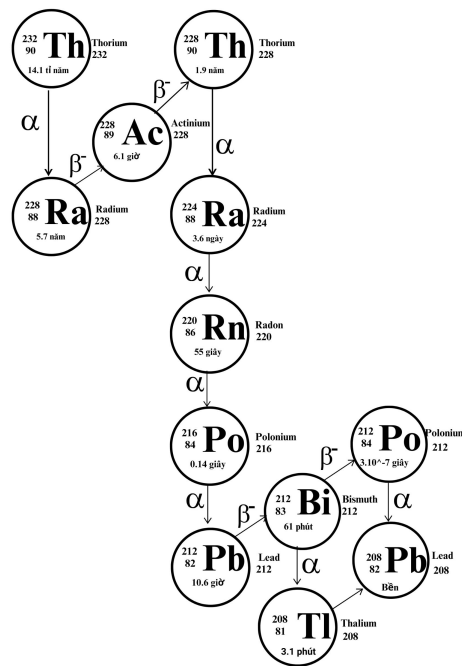 232
90 Th
14.1 tỉ năm
Thorium
232
228
90 Th
1.9 năm
Thorium
228
α
β-
228
89 Ac
6.1 giờ
Actinium
228
β-
α
228
88 Ra
5.7 năm
Radium
228
224
88 Ra
3.6 ngày
Radium
224
α
220
86 Rn
55 giây
Radon
220
α
216
84 Po
0.14 giây
Polonium
216
α
212
82 Pb
10.6 giờ
Lead
212
β-
212
83 Bi
61 phút
Bismuth
212
β-
212
84 Po
3.10^-7 giây
Polonium
212
α
α
208
82 Pb
Bền
Lead
208
208
81 Tl
3.1 phút
Thalium
208